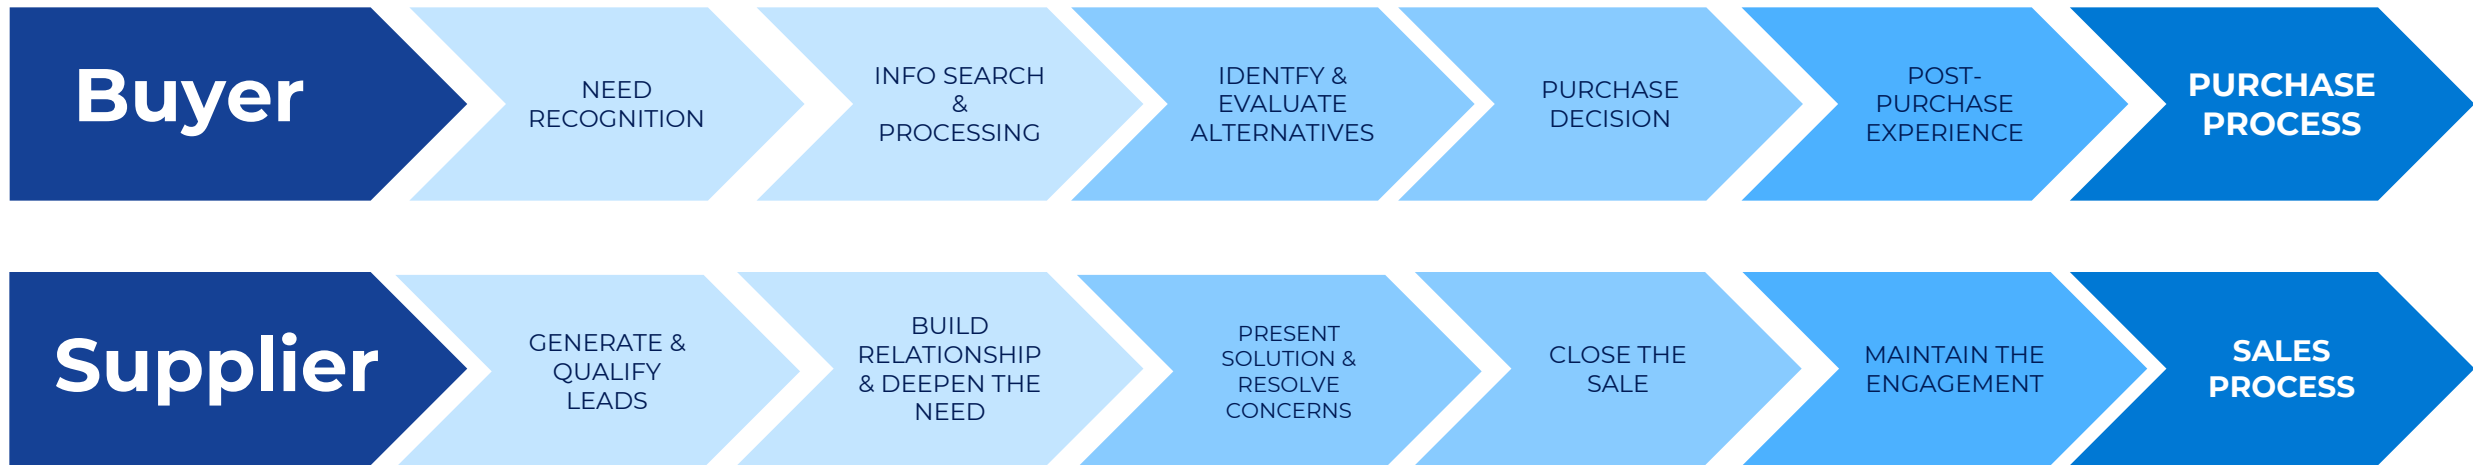 Buyer
NEED
RECOGNITION
INFO SEARCH
&
PROCESSING
IDENTFY &
EVALUATE
ALTERNATIVES
PURCHASE
DECISION
POST-
PURCHASE
EXPERIENCE
PURCHASE
PROCESS
Supplier
GENERATE &
QUALIFY
LEADS
BUILD
RELATIONSHIP
& DEEPEN THE
NEED
PRESENT
SOLUTION &
RESOLVE
CONCERNS
CLOSE THE
SALE
MAINTAIN THE
ENGAGEMENT
SALES
PROCESS